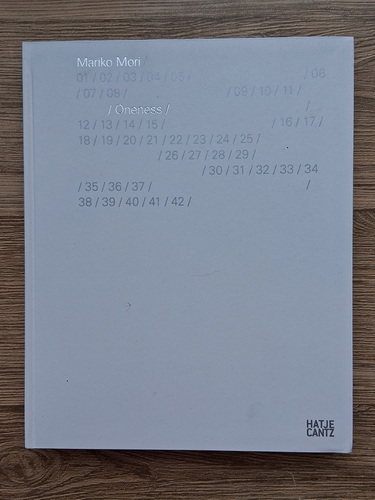 Mariko Mori /
01 / 02 / 03 / 04 / 05 / / 06
/ 07 / 08 / / 09 / 10 / 11 /
/ Oneness / /
12 / 13 / 14 / 15 / / 16 / 17 /
18 / 19 / 20 / 21 / 22 / 23 / 24 / 25 /
/ 26 / 27 / 28 / 29 /
/ 30 / 31 / 32 / 33 / 34
/ 35 / 36 / 37 / /
38 / 39 / 40 / 41 / 42 /
HATJE
CANTZ